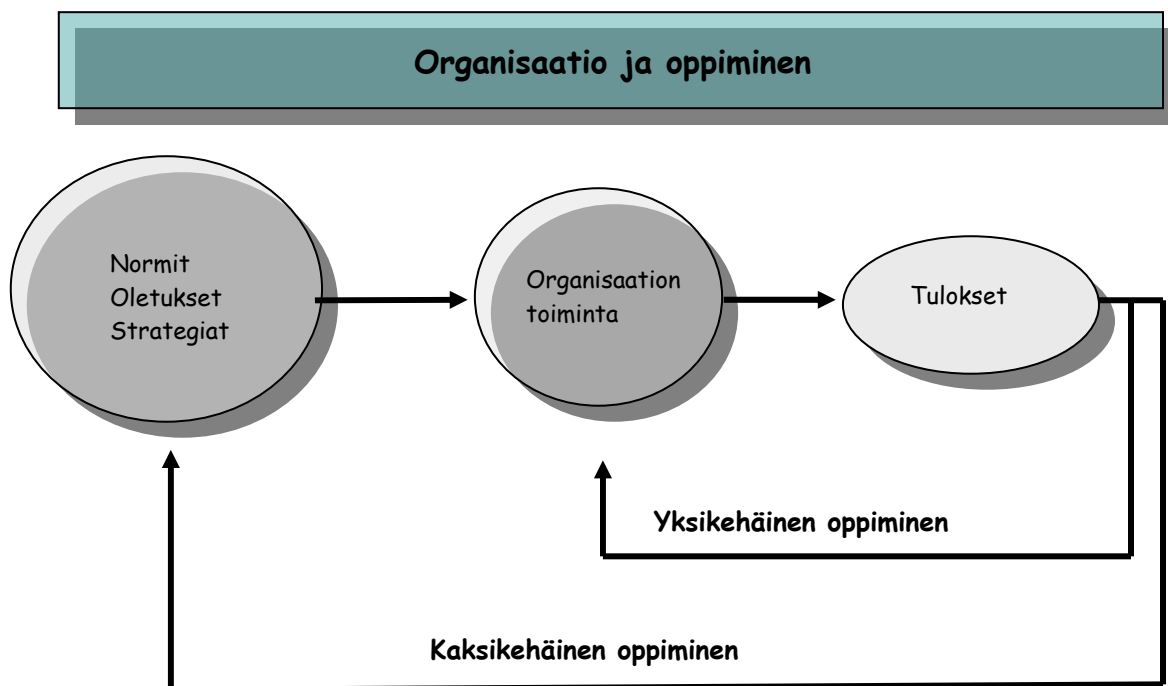 Organisaatio ja oppiminen
Normit
Oletukset
Strategiat
Organisaation
toiminta
Tulokset
Yksikehäinen oppiminen
Kaksikehäinen oppiminen